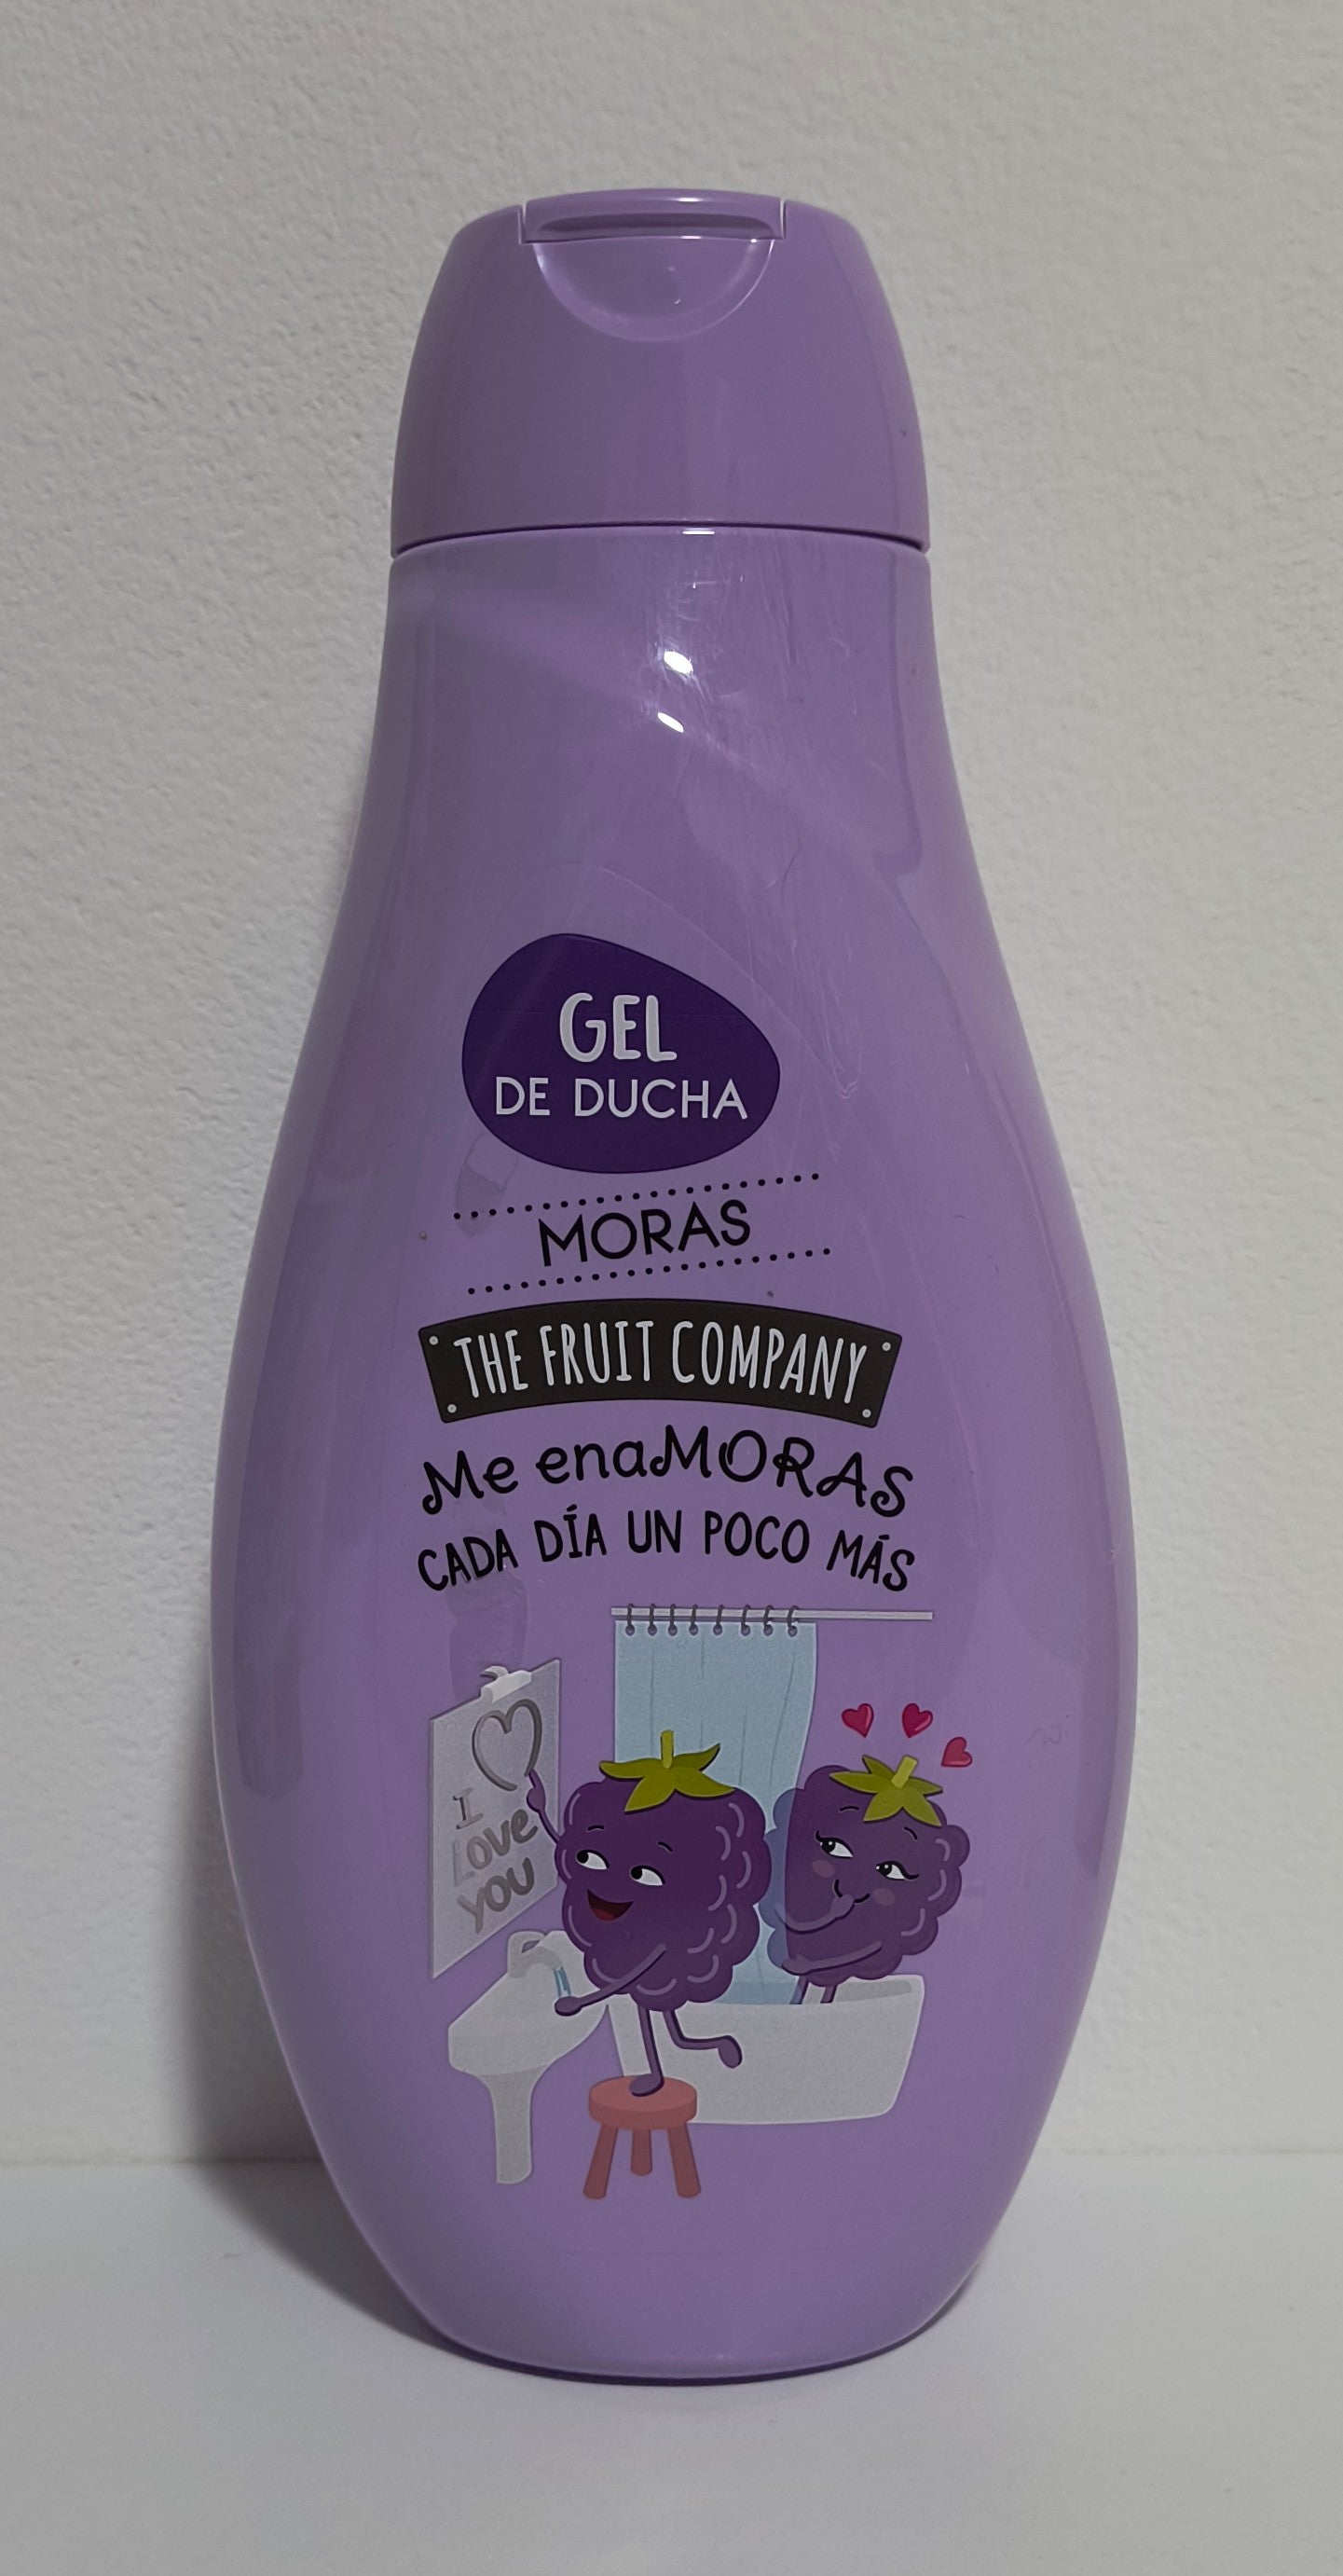 GEL
DE DUCHA
MORAS
THE FRUIT COMPANY
Me enaMORAS
CADA DÍA UN POCO MÁS
I
Love
YOU